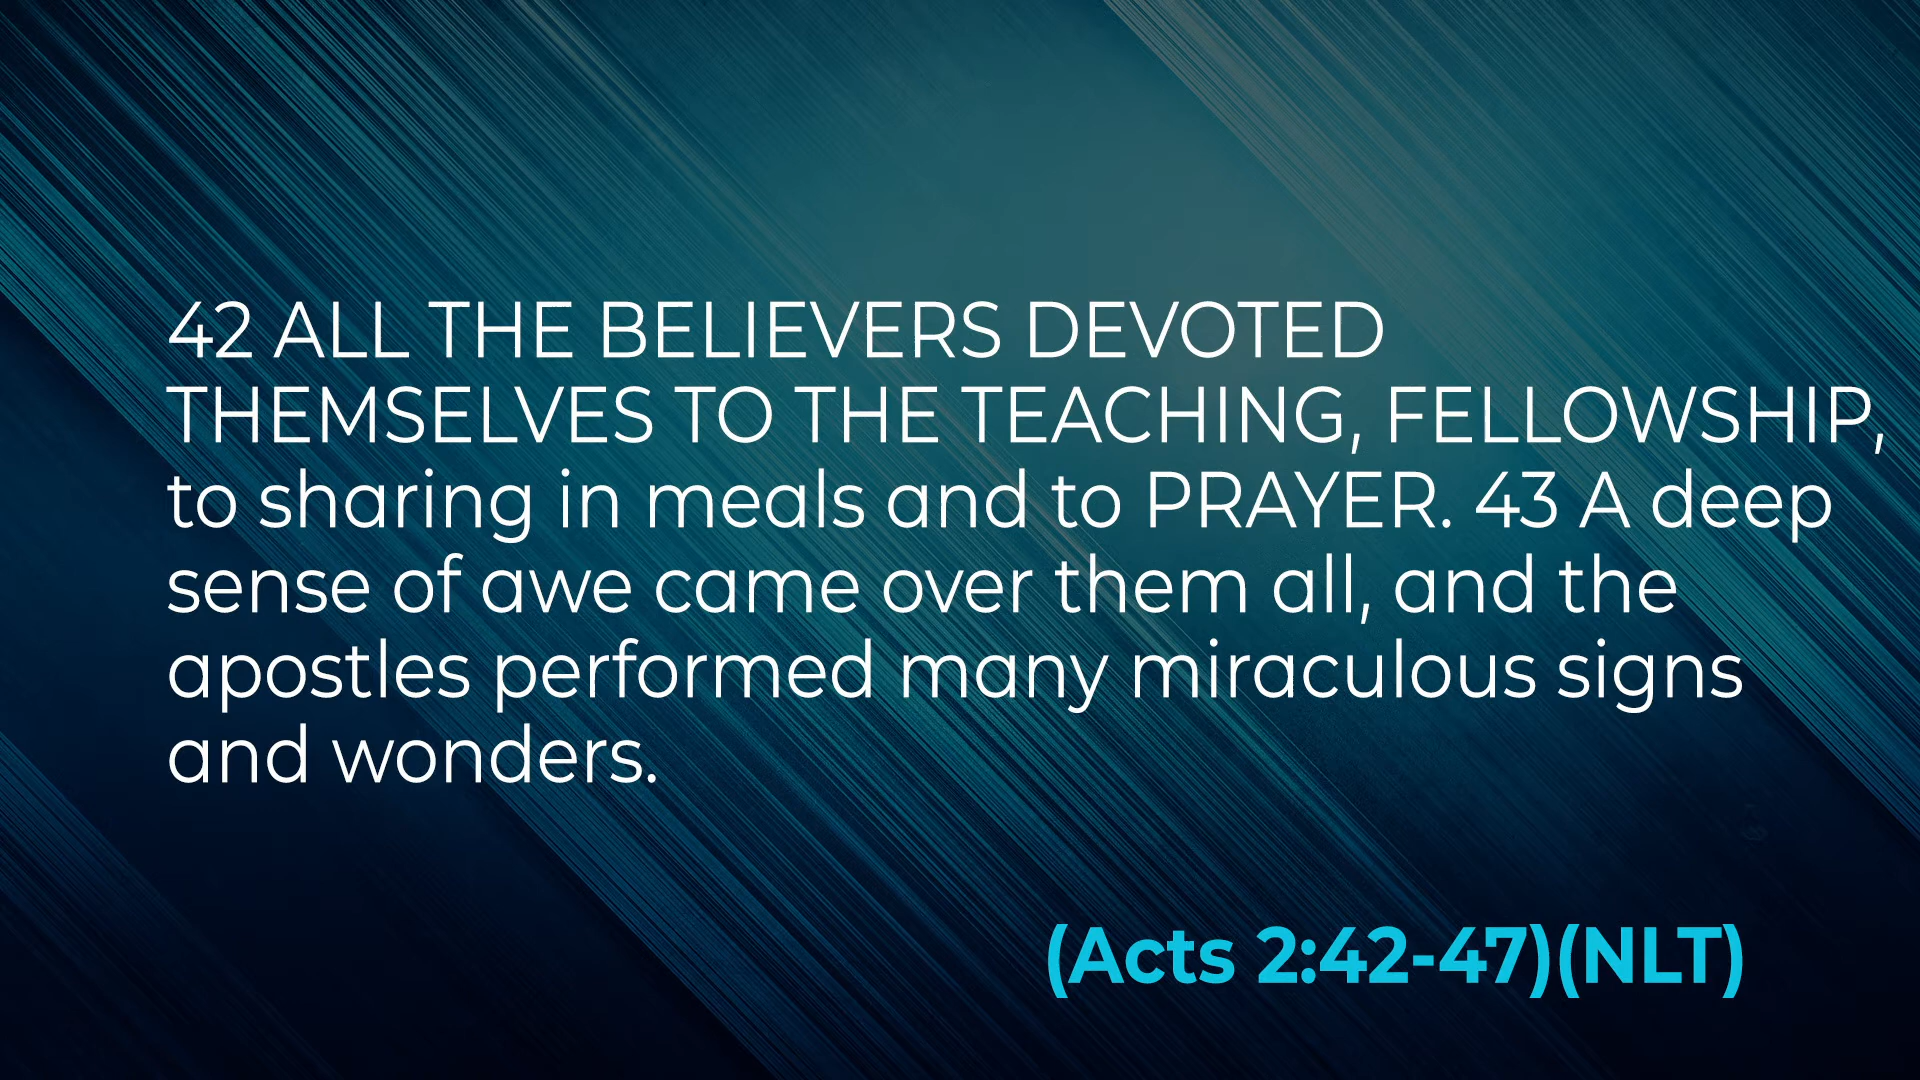 42 ALL THE BELIEVERS DEVOTED
THEMSELVES TO THE TEACHING, FELLOWSHIP,
to sharing in meals and to PRAYER. 43 A deep
sense of awe came over them all, and the
apostles performed many miraculous signs
and wonders.
(Acts 2:42-47)(NLT)